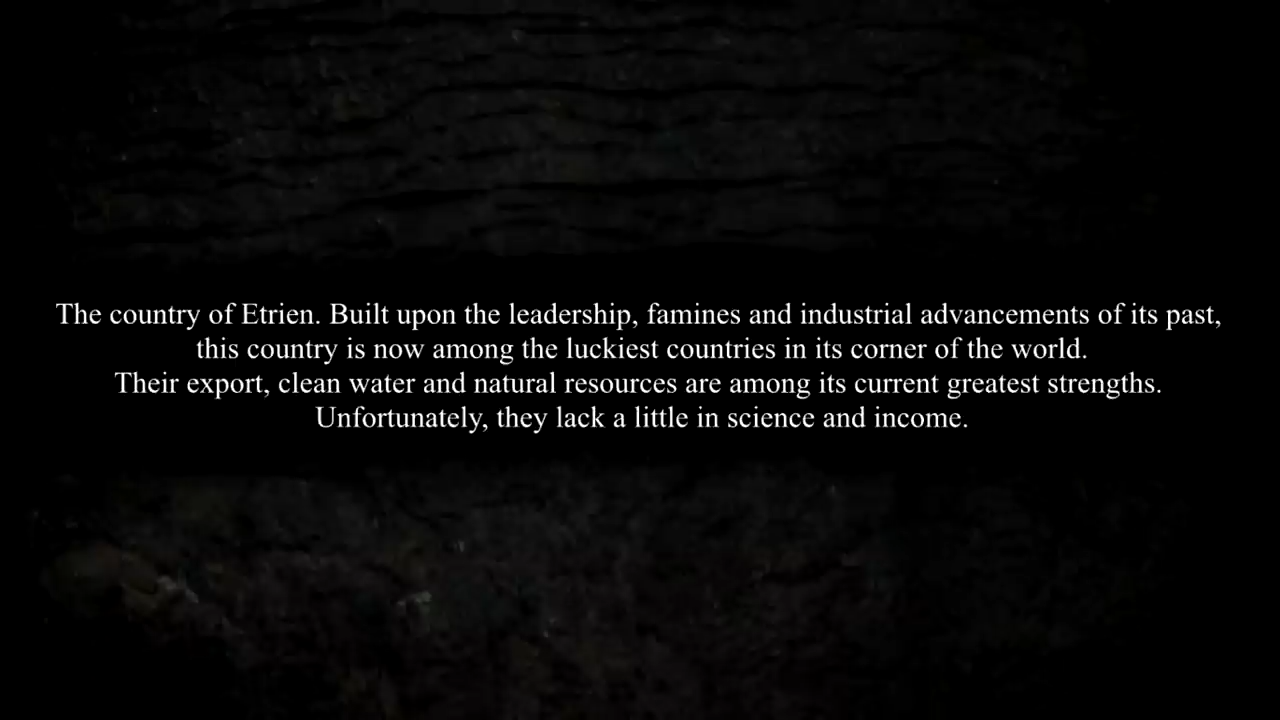 The country of Etrien. Built upon the leadership, famines and industrial advancements of its past,
this country is now among the luckiest countries in its corner of the world.
Their export, clean water and natural resources are among its current greatest strengths.
Unfortunately, they lack a little in science and income.